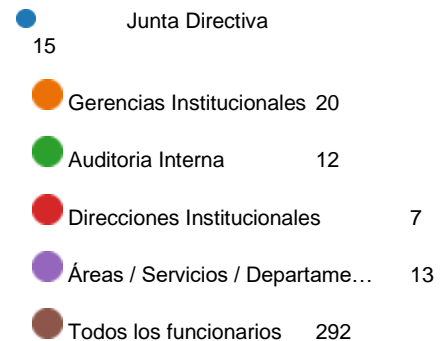 Junta Directiva
15
Gerencias Institucionales 20
Auditoria Interna 12
Direcciones Institucionales 7
Áreas / Servicios / Departame… 13
Todos los funcionarios 292